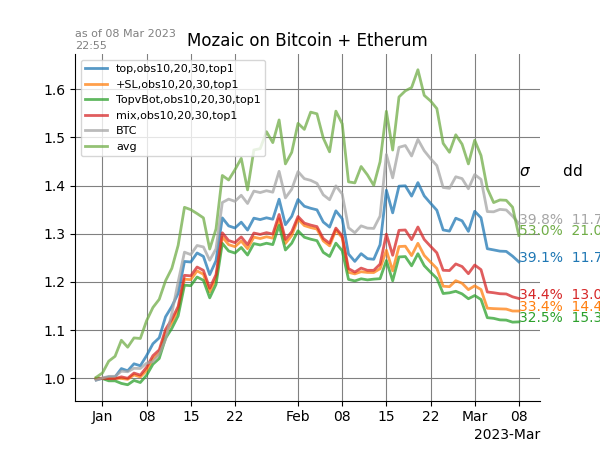 as of 08 Mar 2023
22:55
Mozaic on Bitcoin + Etherum
top,obs10,20,30,top1
+SL,obs10,20,30,top1
TopvBot,obs10,20,30,top1
mix,obs10,20,30,top1
BTC
avg
1.6
1.5
1.4
1.3
1.2
1.1
1.0
σ dd
39.8% 11.7
53.0% 21.0
39.1% 11.7
34.4% 13.0
33.4% 14.4
32.5% 15.3
Jan 08 15 22 Feb 08 15 22 Mar 08
2023-Mar